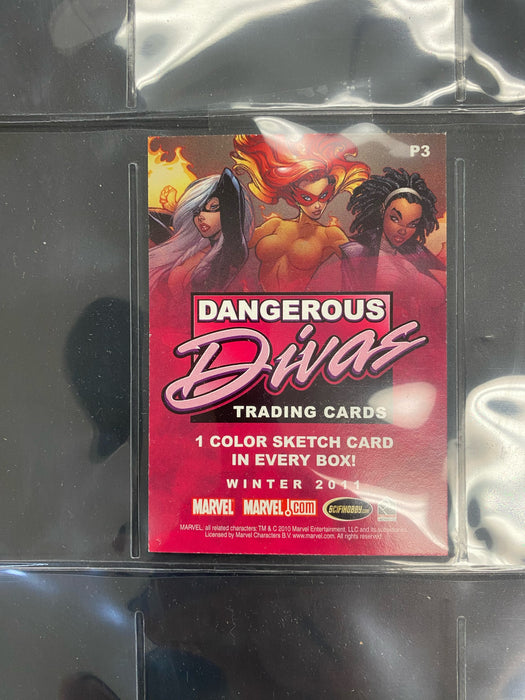 P3
DANGEROUS
Divas
TRADING CARDS
1 COLOR SKETCH CARD
IN EVERY BOX!
WINTER 2011
MARVEL MARVEL.com SCIFIHOBBY.com
MARVEL, all related characters: TM & © 2010 Marvel Entertainment, LLC and its subsidiaries.
Licensed by Marvel Characters B.V. www.marvel.com. All rights reserved.